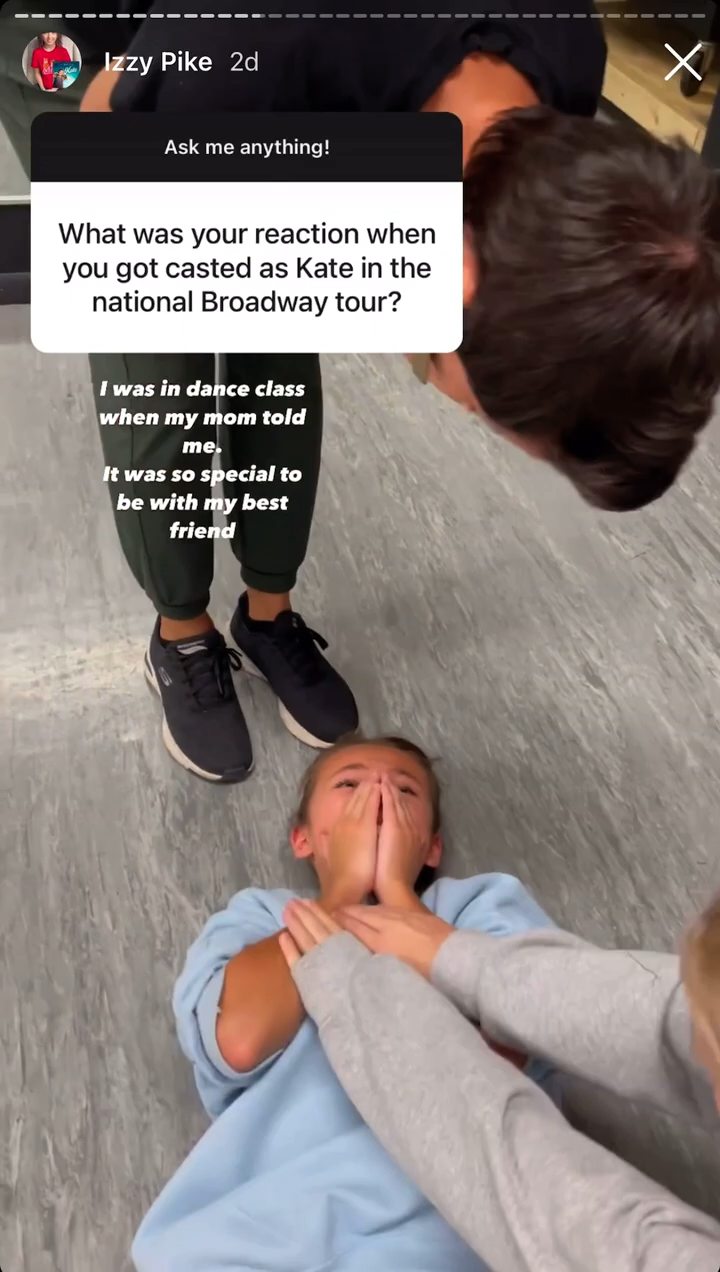 Izzy Pike 2d
Ask me anything!
What was your reaction when
you got casted as Kate in the
national Broadway tour?
I was in dance class
when my mom told
me.
It was so special to
be with my best
friend